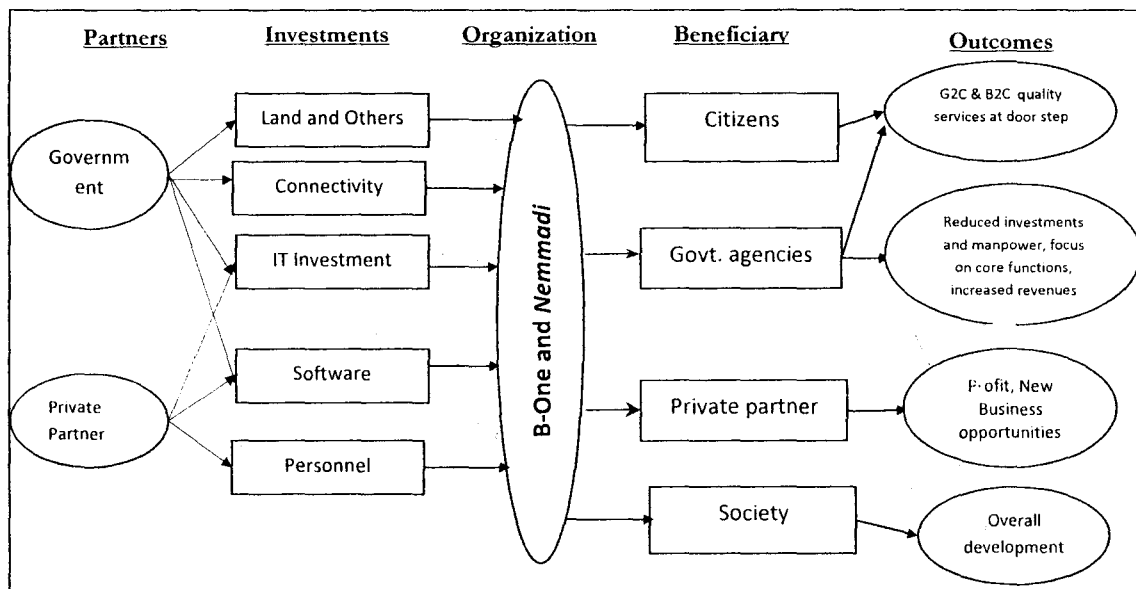 Partners
Investments
Organization
Beneficiary
Outcomes
Governm
ent
Private
Partner
Land and Others
Connectivity
IT Investment
Software
Personnel
B-One and Nemmadi
Citizens
Govt. agencies
Private partner
Society
G2C & B2C quality
services at door step
Reduced investments
and manpower, focus
on core functions,
increased revenues
Profit, New
Business
opportunities
Overall
development